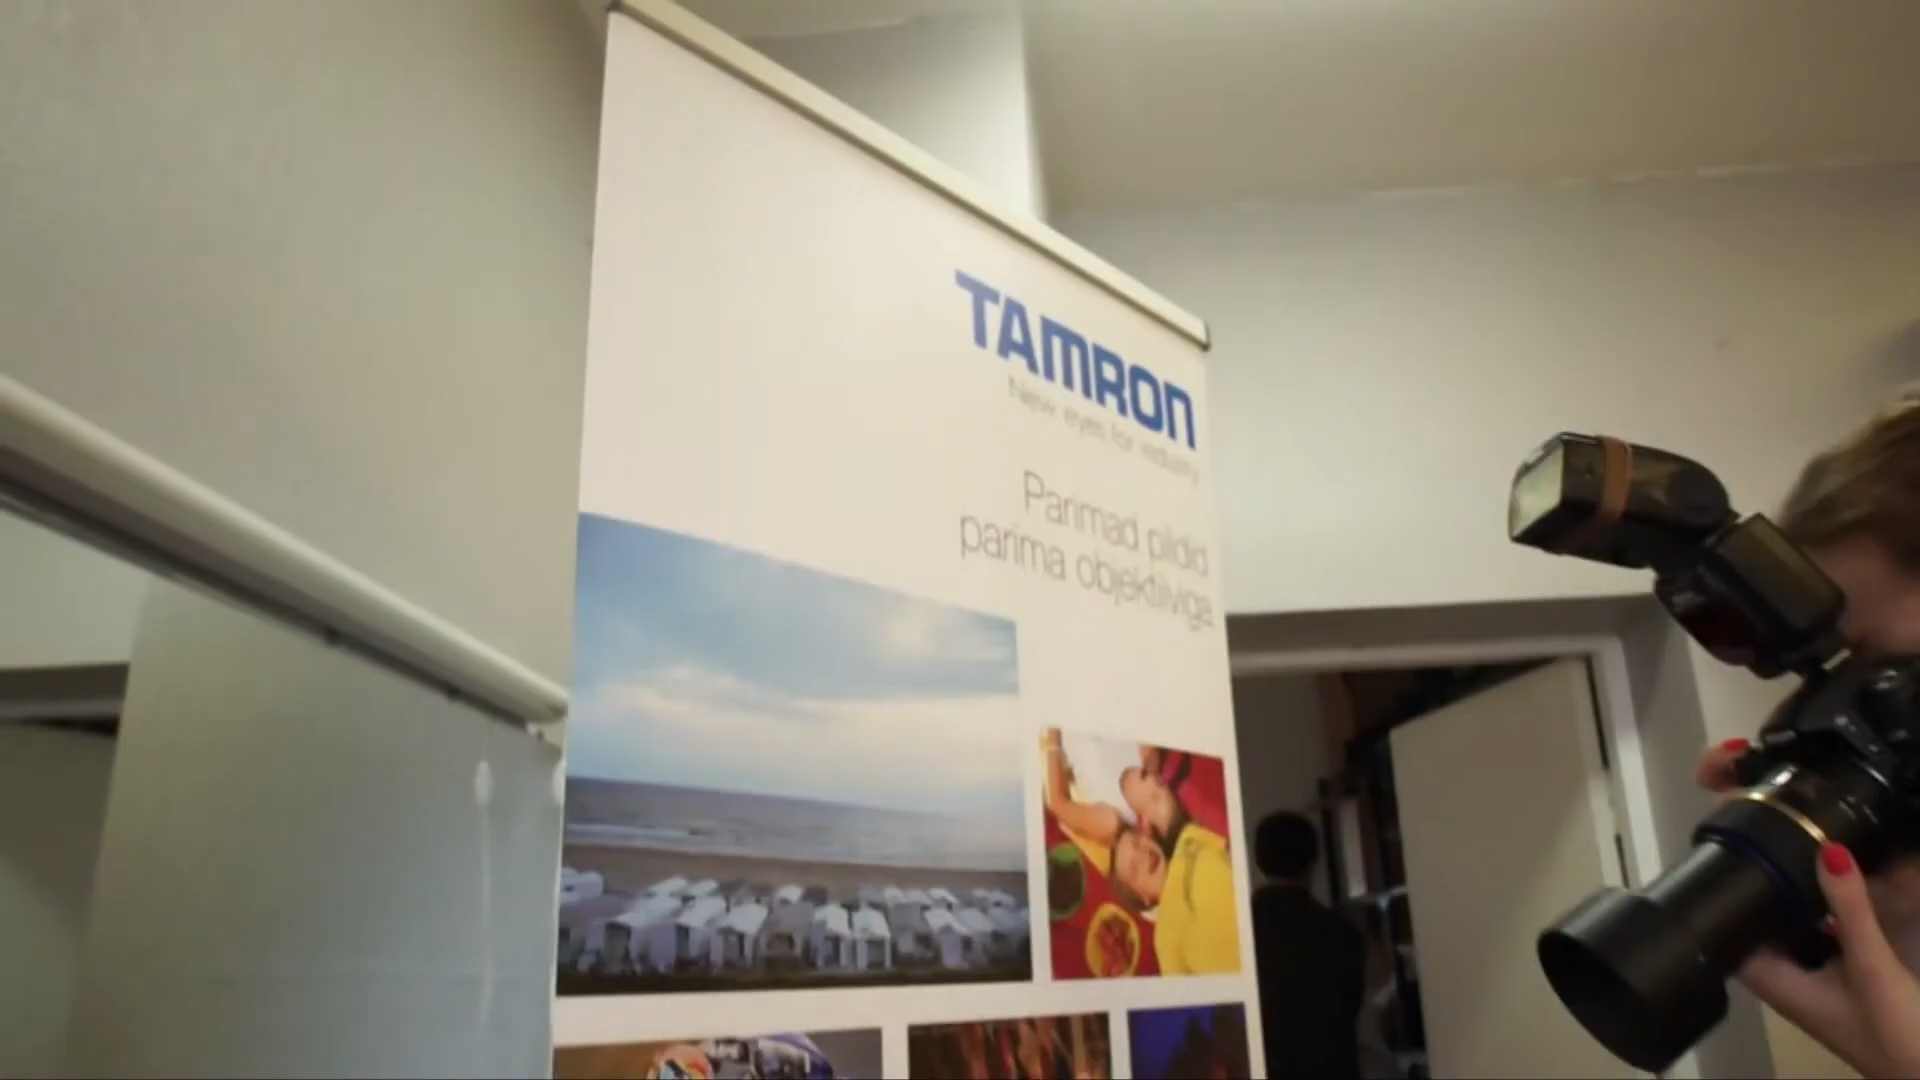 TAMRON
New eyes for industry
Parimad pildid
parima objektiiviga